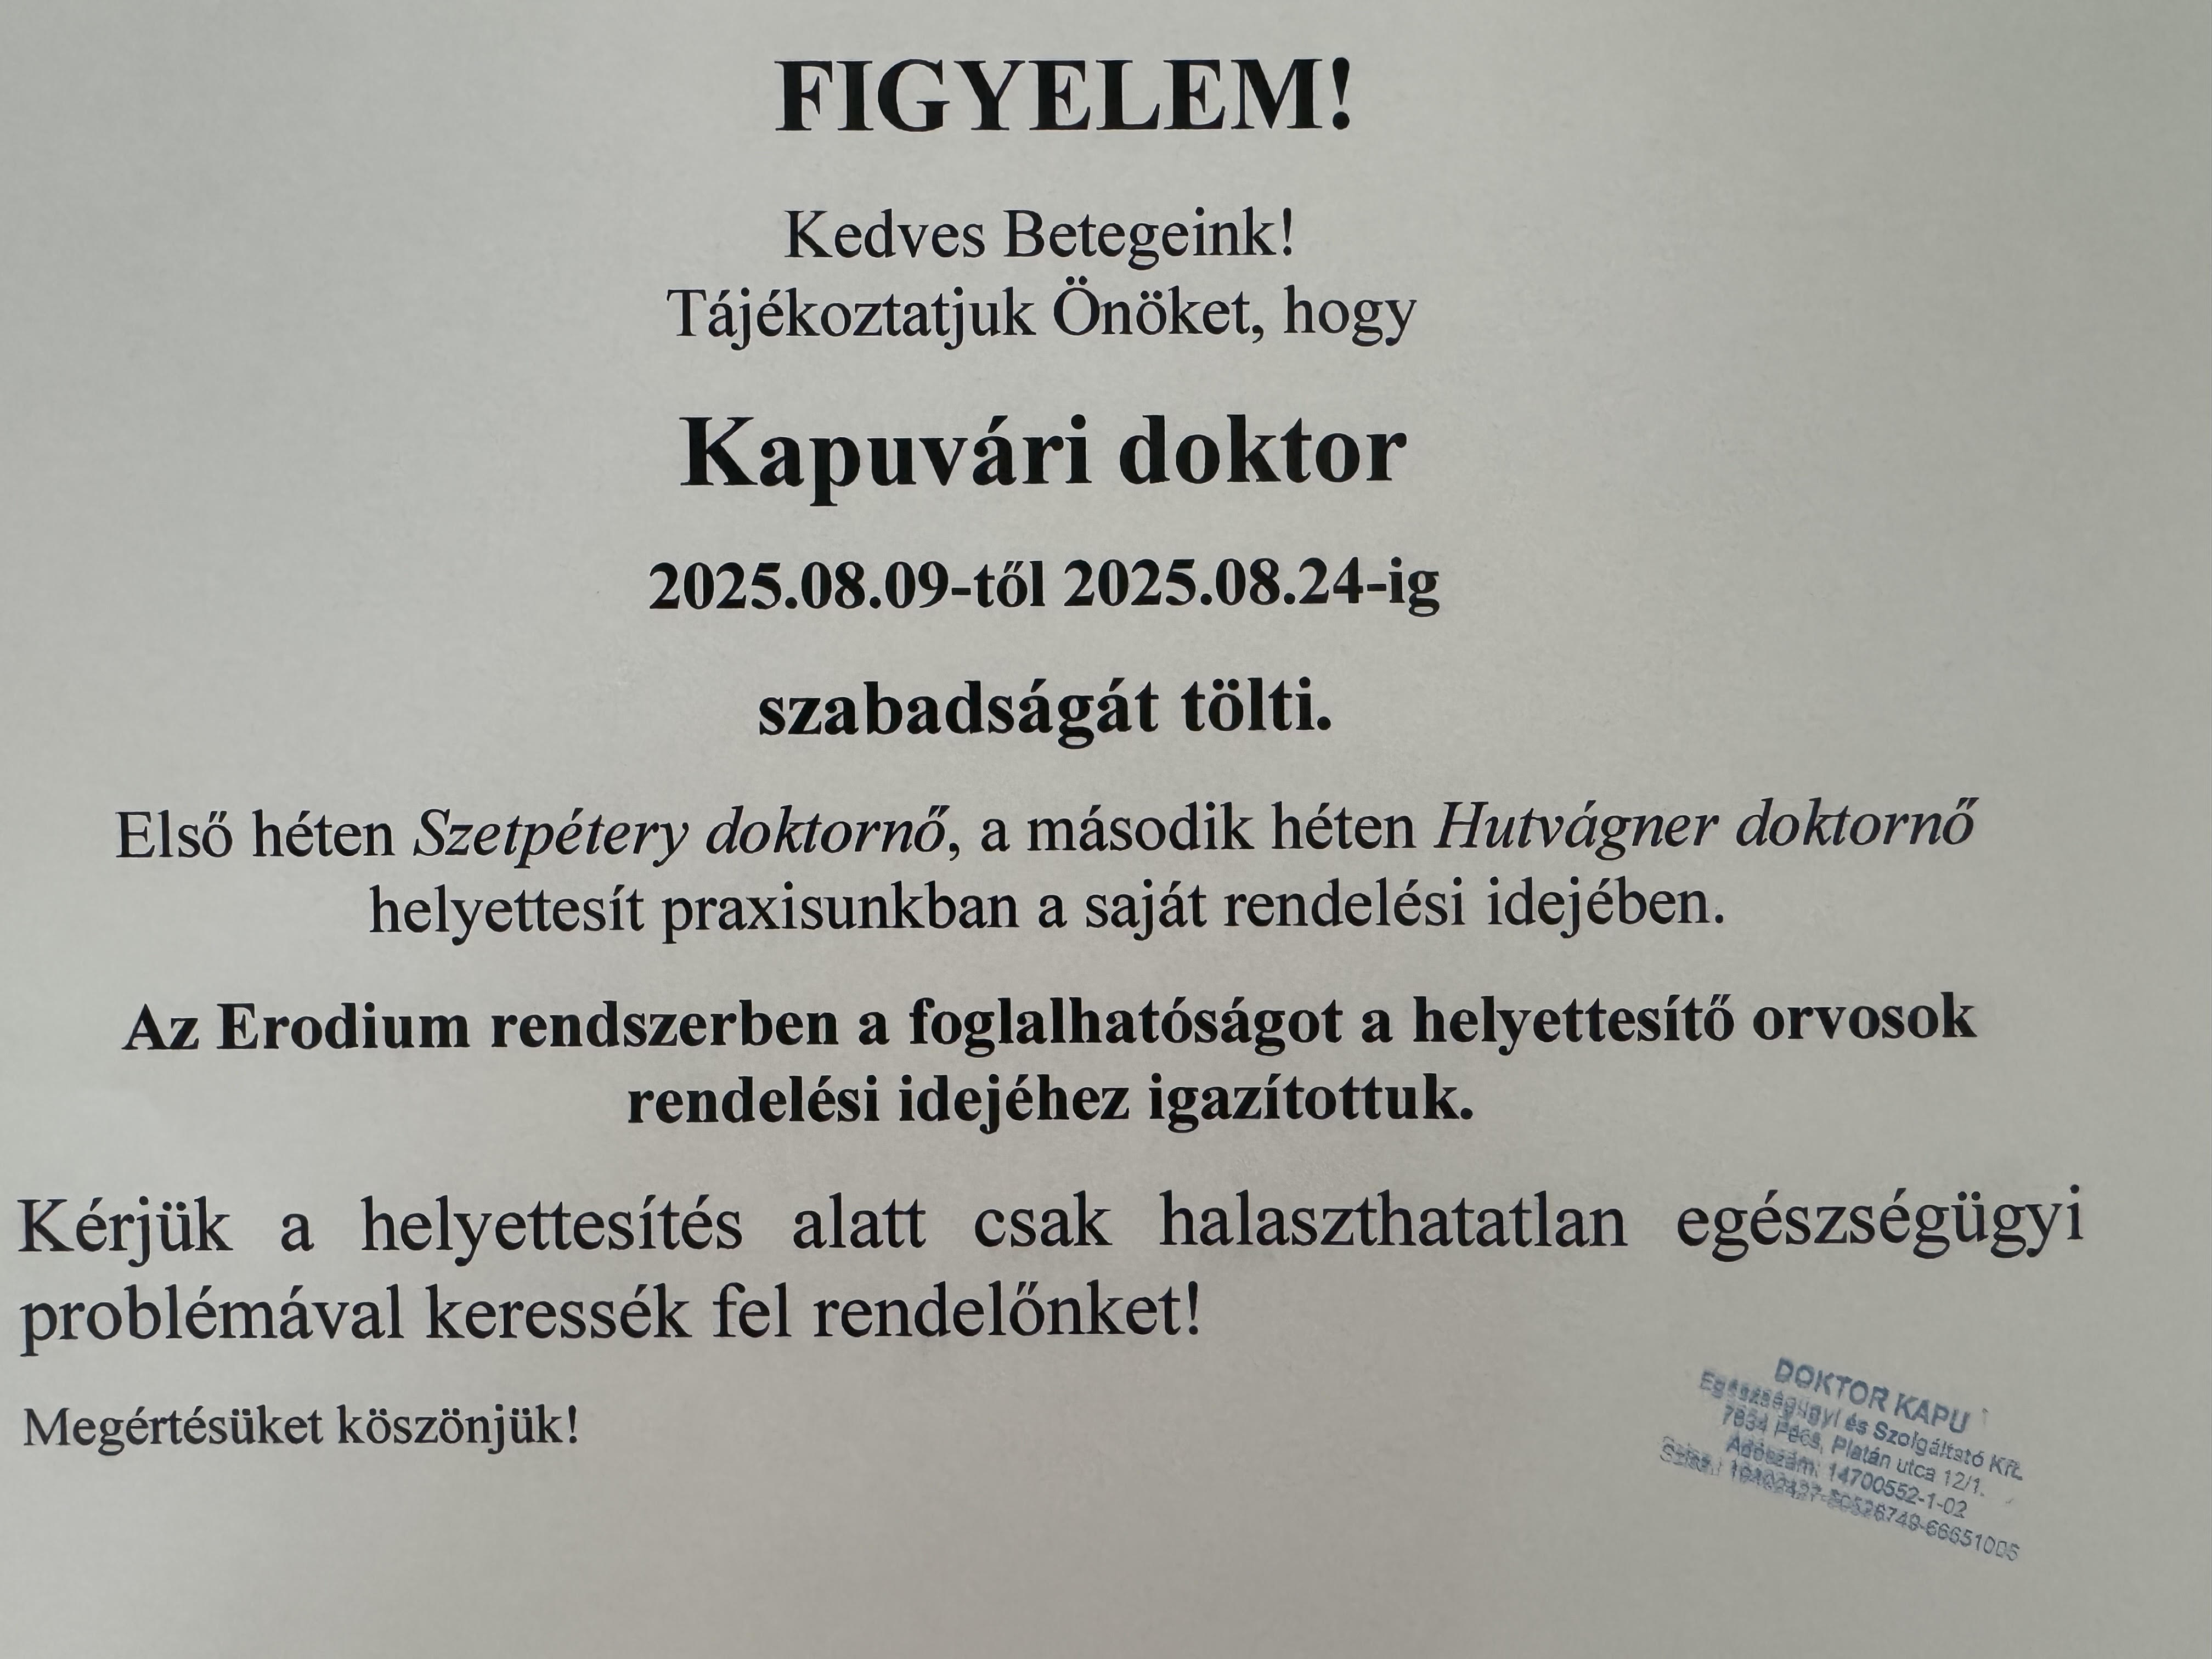 FIGYELEM!
Kedves Betegeink!
Tájékoztatjuk Önöket, hogy
Kapuvári doktor
2025.08.09-től 2025.08.24-ig
szabadságát tölti.
Első héten Szetpétery doktornő, a második héten Hutvágner doktornő
helyettesít praxisunkban a saját rendelési idejében.
Az Erodium rendszerben a foglalhatóságot a helyettesítő orvosok
rendelési idejéhez igazítottuk.
Kérjük a helyettesítés alatt csak halaszthatatlan egészségügyi
problémával keressék fel rendelőnket!
Megértésüket köszönjük!
DOKTOR KAPU
Egészségügyi és Szolgáltató Kft.
Pécs, Platán utca 12/1.
Adószám: 14700552-1-02